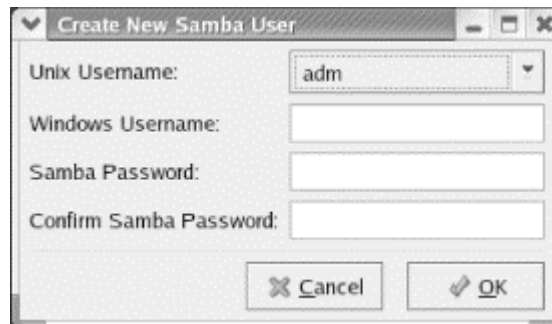 Create New Samba User
Unix Username: adm
Windows Username:
Samba Password:
Confirm Samba Password:
Cancel OK